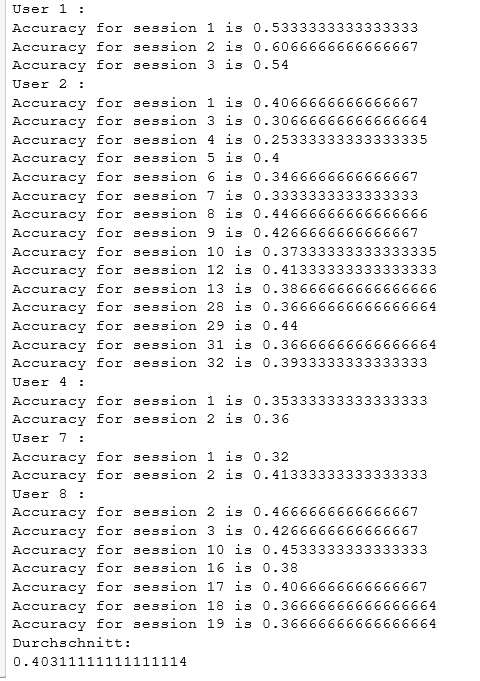 User 1 :
Accuracy for session 1 is 0.5333333333333333
Accuracy for session 2 is 0.6066666666666667
Accuracy for session 3 is 0.54
User 2 :
Accuracy for session 1 is 0.4066666666666667
Accuracy for session 3 is 0.30666666666666664
Accuracy for session 4 is 0.25333333333333335
Accuracy for session 5 is 0.4
Accuracy for session 6 is 0.3466666666666667
Accuracy for session 7 is 0.3333333333333333
Accuracy for session 8 is 0.44666666666666666
Accuracy for session 9 is 0.4266666666666667
Accuracy for session 10 is 0.37333333333333335
Accuracy for session 12 is 0.41333333333333333
Accuracy for session 13 is 0.38666666666666666
Accuracy for session 28 is 0.36666666666666664
Accuracy for session 29 is 0.44
Accuracy for session 31 is 0.36666666666666664
Accuracy for session 32 is 0.3933333333333333
User 4 :
Accuracy for session 1 is 0.35333333333333333
Accuracy for session 2 is 0.36
User 7 :
Accuracy for session 1 is 0.32
Accuracy for session 2 is 0.41333333333333333
User 8 :
Accuracy for session 2 is 0.4666666666666667
Accuracy for session 3 is 0.4266666666666667
Accuracy for session 10 is 0.4533333333333333
Accuracy for session 16 is 0.38
Accuracy for session 17 is 0.4066666666666667
Accuracy for session 18 is 0.36666666666666664
Accuracy for session 19 is 0.36666666666666664
Durchschnitt:
0.40311111111111114